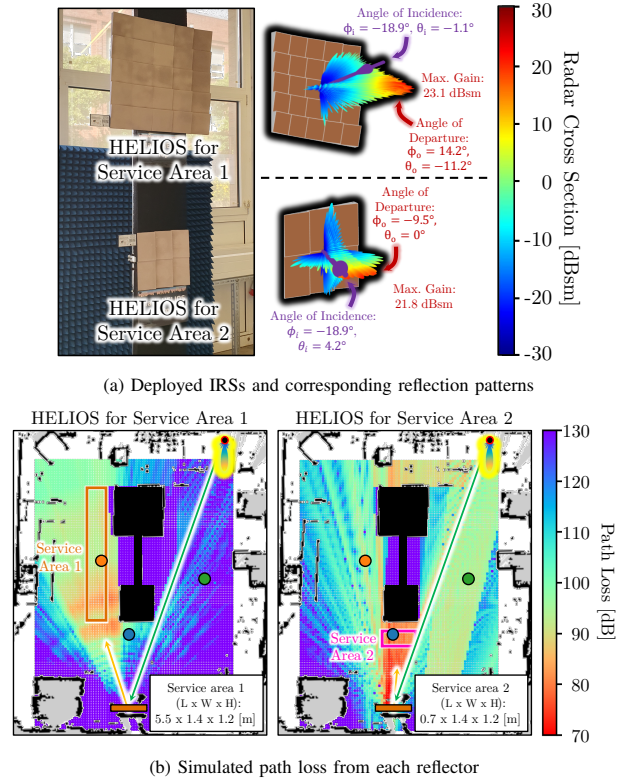 HELIOS for
Service Area 1
HELIOS for
Service Area 2
Angle of Incidence:
ϕi = −18.9°, θi = −1.1°
Max. Gain:
23.1 dBsm
Angle of
Departure:
ϕo = 14.2°,
θo = −11.2°
Angle of
Departure:
ϕo = −9.5°,
θo = 0°
Max. Gain:
21.8 dBsm
Angle of Incidence:
ϕi = −18.9°,
θi = 4.2°
30
20
10
0
-10
-20
-30
Radar Cross Section [dBsm]
(a) Deployed IRSs and corresponding reflection patterns
HELIOS for Service Area 1
HELIOS for Service Area 2
Service
Area 1
Service area 1
(L x W x H):
5.5 x 1.4 x 1.2 [m]
Service
Area 2
Service area 2
(L x W x H):
0.7 x 1.4 x 1.2 [m]
130
120
110
100
90
80
70
Path Loss [dB]
(b) Simulated path loss from each reflector